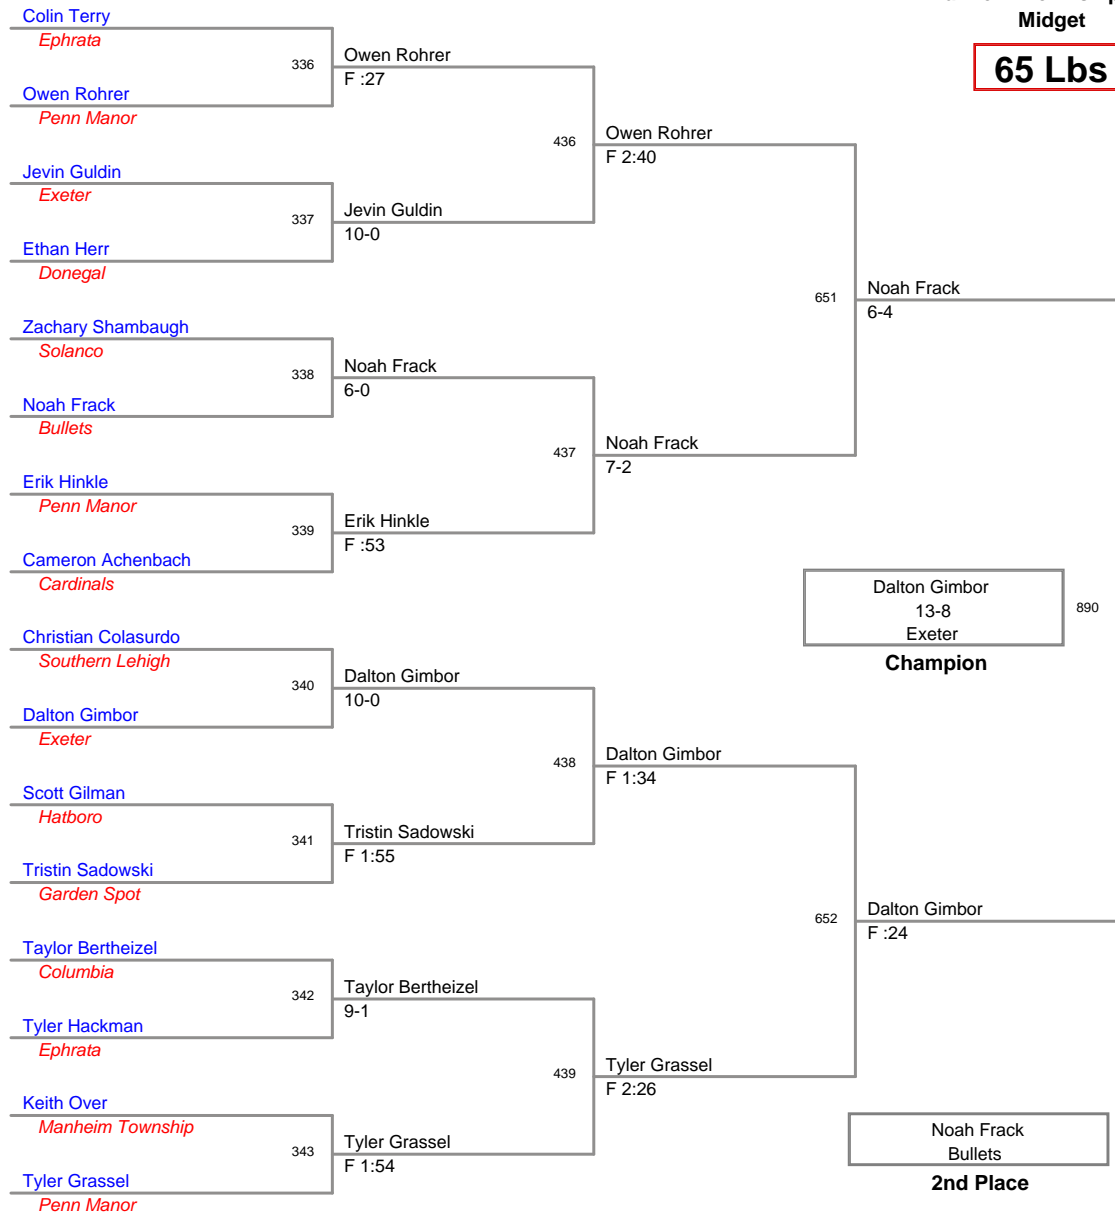 Midget
65 Lbs
Colin Terry
Ephrata
336
Owen Rohrer
F :27
Owen Rohrer
Penn Manor
436
Owen Rohrer
F 2:40
Jevin Guldin
Exeter
337
Jevin Guldin
10-0
Ethan Herr
Donegal
651
Noah Frack
6-4
Zachary Shambaugh
Solanco
338
Noah Frack
6-0
Noah Frack
Bullets
437
Noah Frack
7-2
Erik Hinkle
Penn Manor
339
Erik Hinkle
F :53
Cameron Achenbach
Cardinals
Dalton Gimbor
13-8
Exeter
890
Champion
Christian Colasurdo
Southern Lehigh
340
Dalton Gimbor
10-0
Dalton Gimbor
Exeter
438
Dalton Gimbor
F 1:34
Scott Gilman
Hatboro
341
Tristin Sadowski
F 1:55
Tristin Sadowski
Garden Spot
652
Dalton Gimbor
F :24
Taylor Bertheizel
Columbia
342
Taylor Bertheizel
9-1
Tyler Hackman
Ephrata
439
Tyler Grassel
F 2:26
Keith Over
Manheim Township
343
Tyler Grassel
F 1:54
Tyler Grassel
Penn Manor
Noah Frack
Bullets
2nd Place